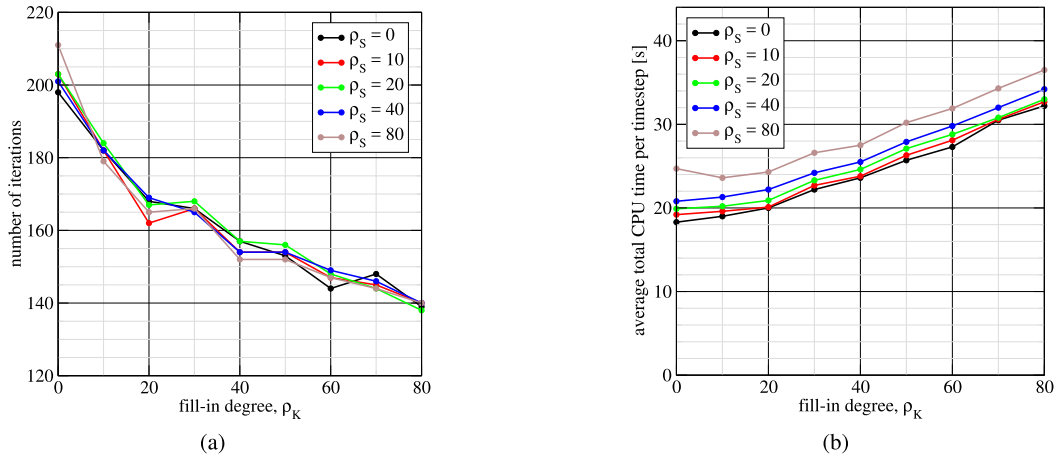 220
200
180
160
140
120
number of iterations
ρS = 0
ρS = 10
ρS = 20
ρS = 40
ρS = 80
0 20 40 60 80
fill-in degree, ρK
(a)
40
30
20
10
0
average total CPU time per timestep [s]
ρS = 0
ρS = 10
ρS = 20
ρS = 40
ρS = 80
0 20 40 60 80
fill-in degree, ρK
(b)